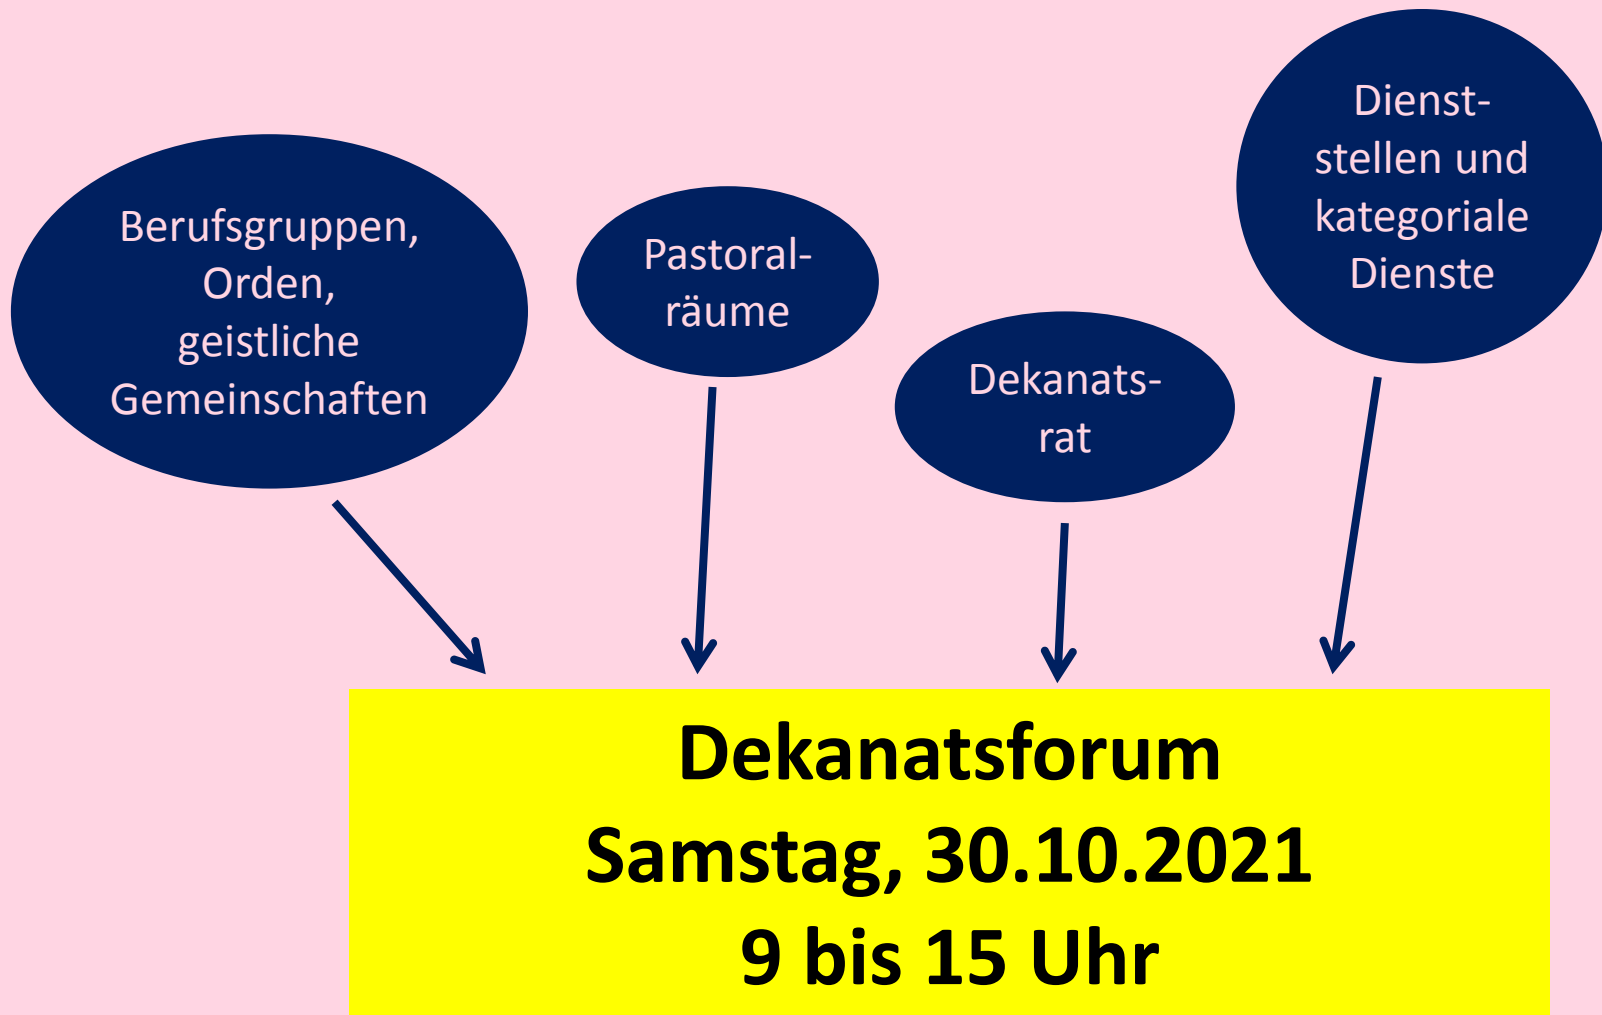 Berufsgruppen,
Orden,
geistliche
Gemeinschaften
Pastoral-
räume
Dekanats-
rat
Dienst-
stellen und
kategoriale
Dienste
Dekanatsforum
Samstag, 30.10.2021
9 bis 15 Uhr